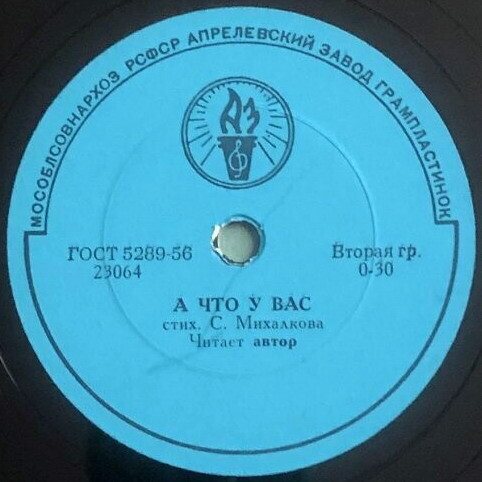 МОСОБЛСОВНАРХОЗ РСФСР АПРЕЛЕВСКИЙ ЗАВОД ГРАМПЛАСТИНОК
АЗ
ГОСТ 5289-56
23064
Вторая гр.
0-30
А ЧТО У ВАС
стих. С. Михалкова
Читает автор